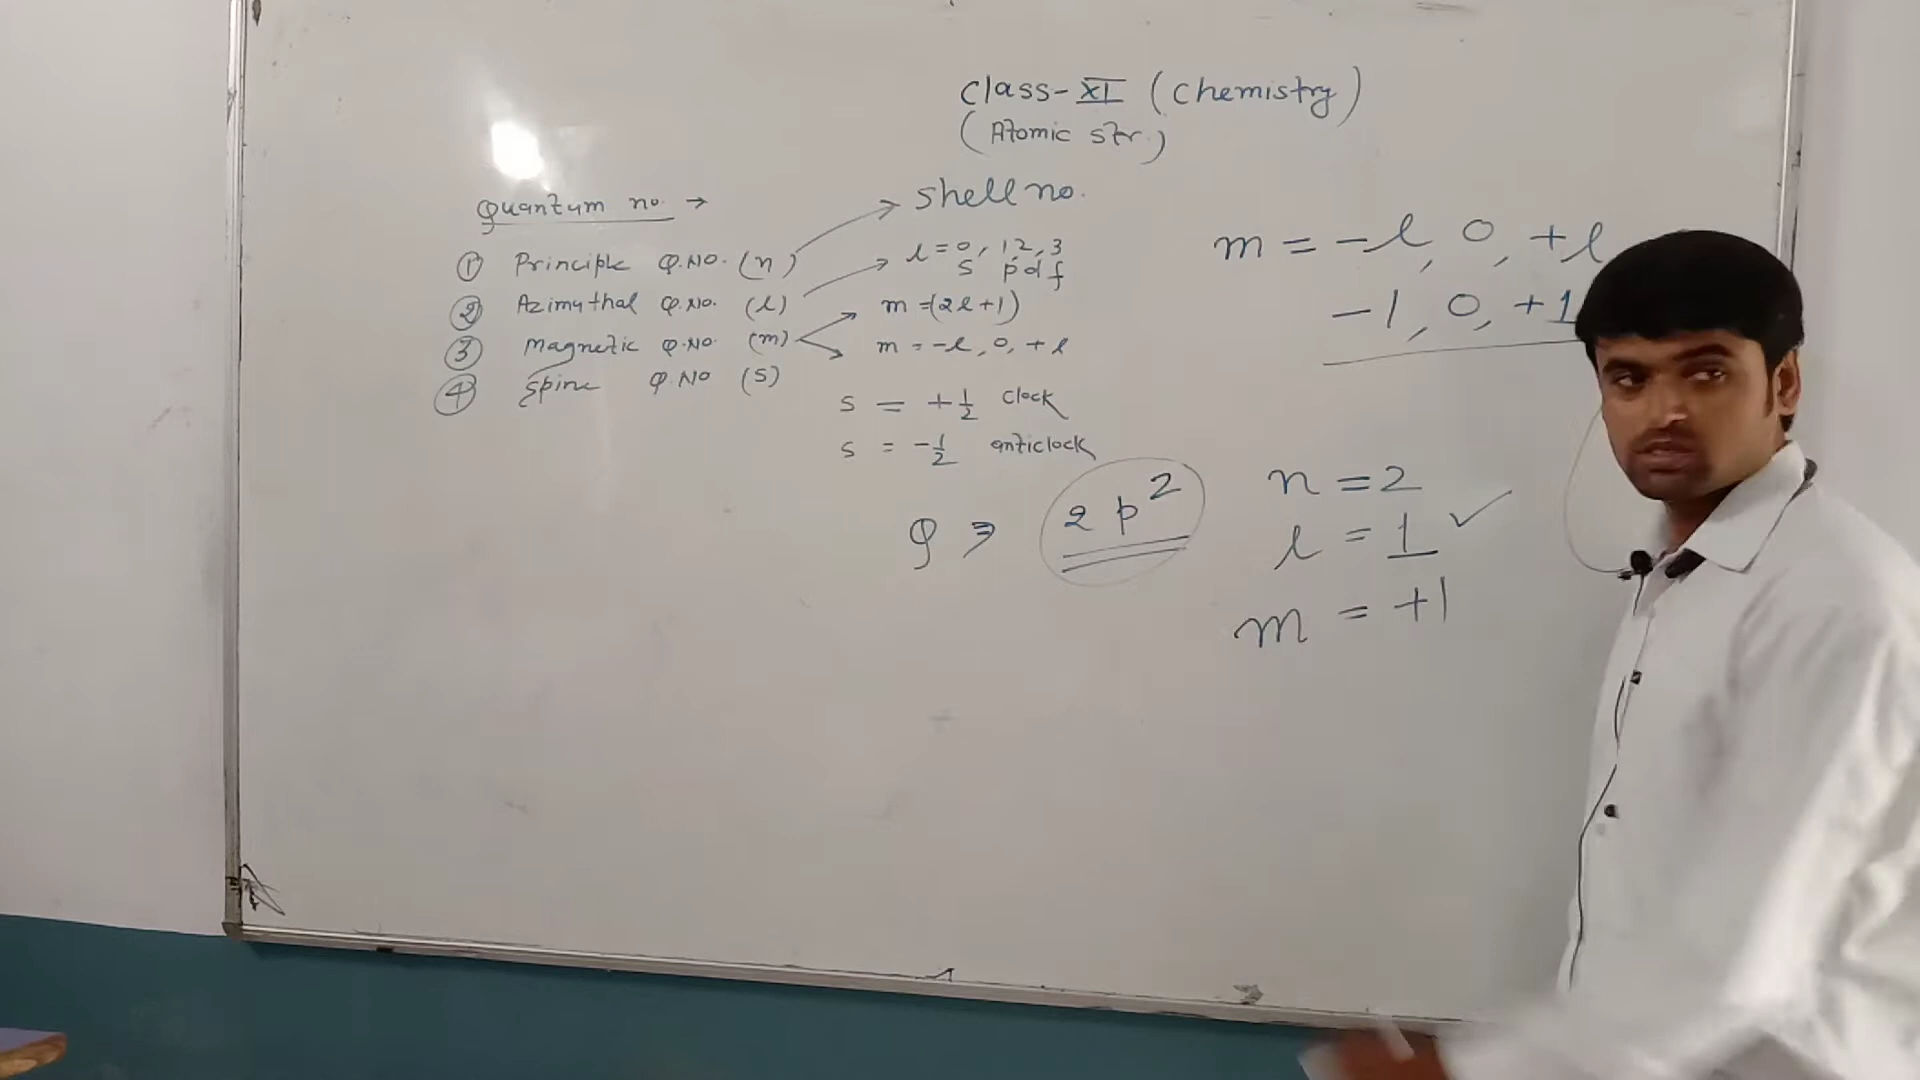 Class-XI (Chemistry)
(Atomic str.)
Quantum no. →
① Principle Q.NO. (n)
② Azimuthal Q.No. (l)
③ Magnetic Q.NO. (m)
④ Spine Q.NO (s)
shell no.
l = 0, 1 2, 3
s p d f
m =(2l+1)
m = -l, 0, +l
s = +1/2 clock
s = -1/2 anticlock
m = -l, 0, +l
-1, 0, +1
Q ⇒ 2p²
n = 2
l = 1 ✓
m = +1